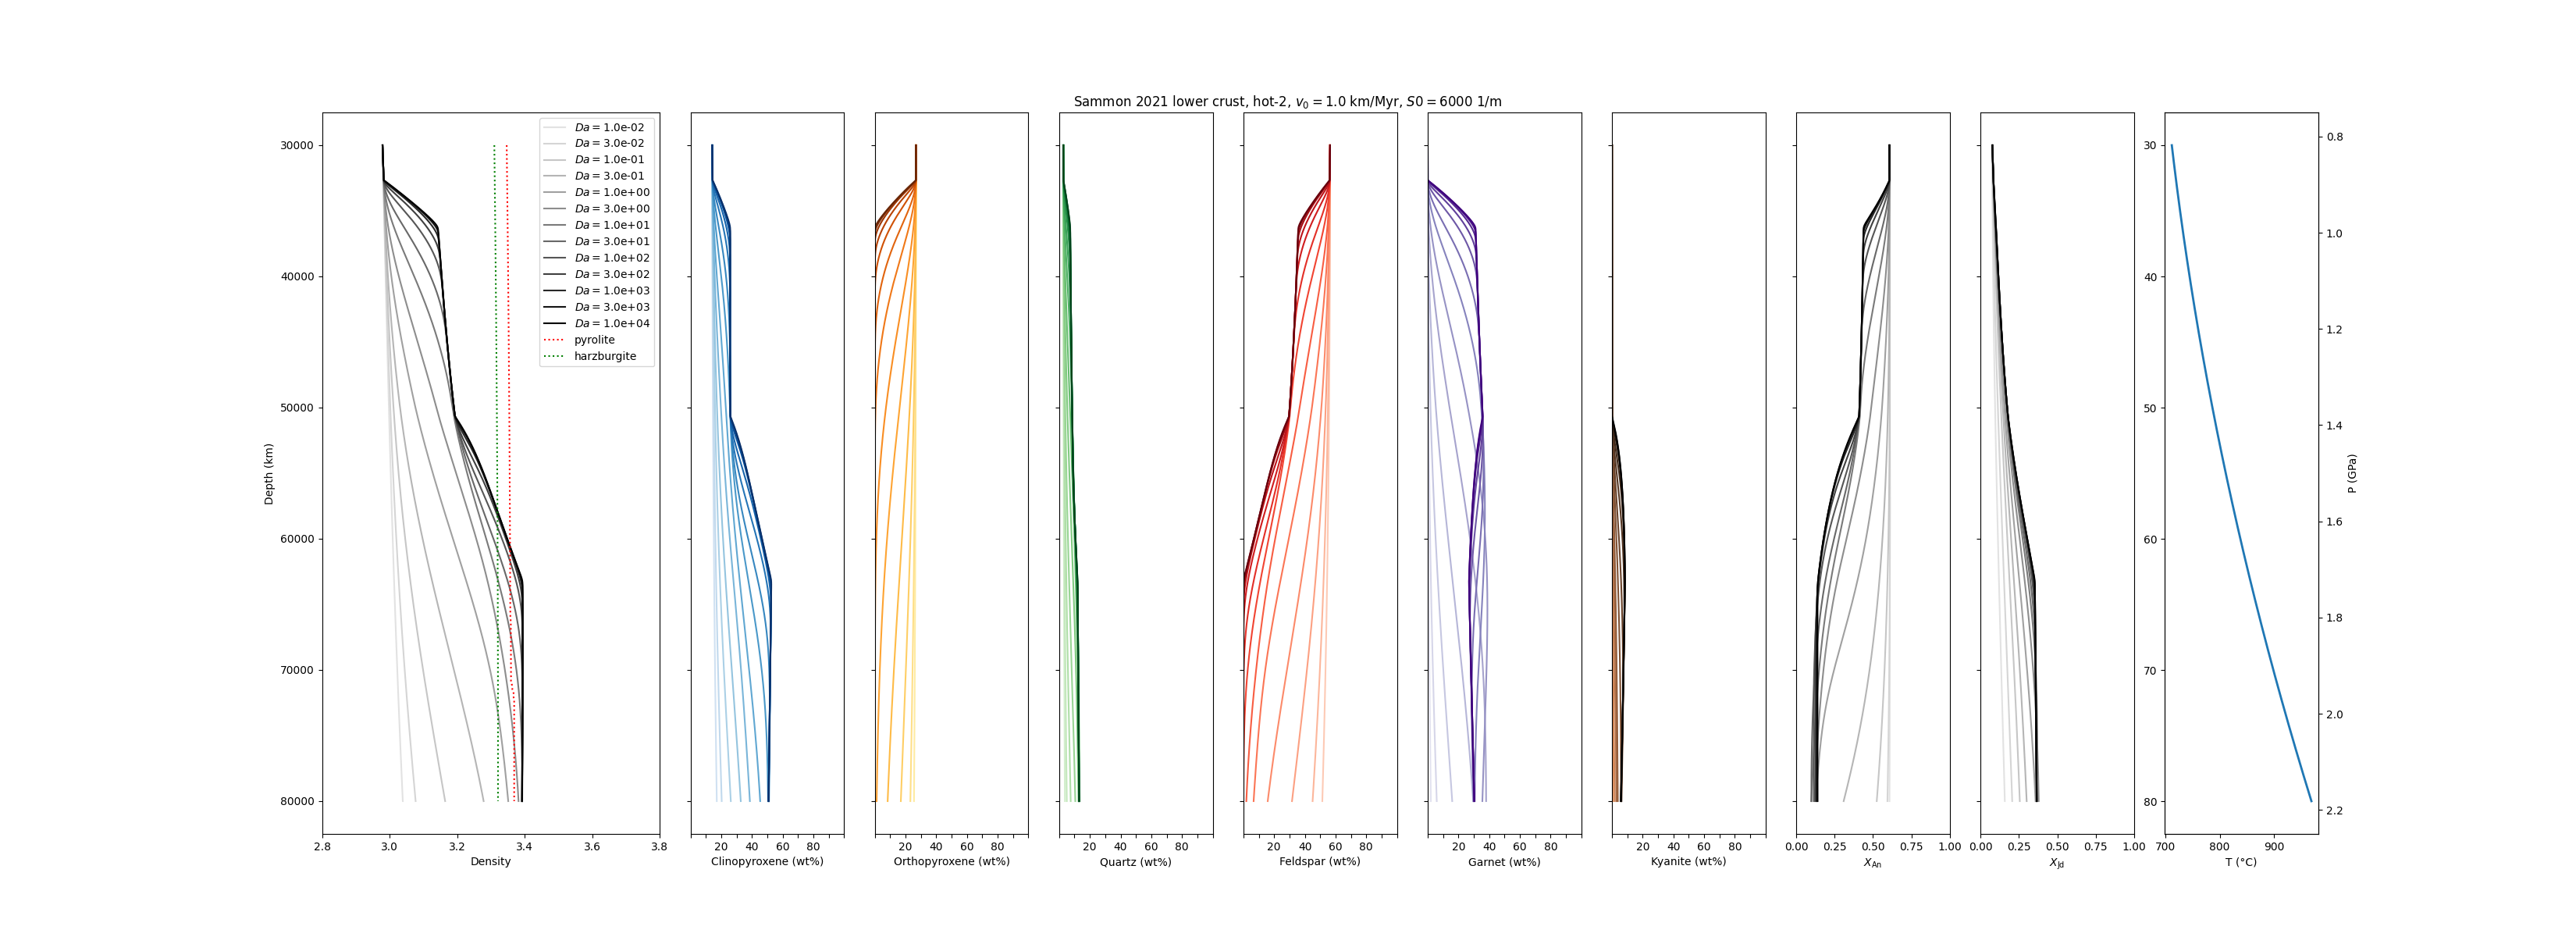 Sammon 2021 lower crust, hot-2, v₀ = 1.0 km/Myr, S0 = 6000 1/m
Da = 1.0e-02
Da = 3.0e-02
Da = 1.0e-01
Da = 3.0e-01
Da = 1.0e+00
Da = 3.0e+00
Da = 1.0e+01
Da = 3.0e+01
Da = 1.0e+02
Da = 3.0e+02
Da = 1.0e+03
Da = 3.0e+03
Da = 1.0e+04
pyrolite
harzburgite
Depth (km)
30000
40000
50000
60000
70000
80000
2.8 3.0 3.2 3.4 3.6 3.8
Density
20 40 60 80
Clinopyroxene (wt%)
20 40 60 80
Orthopyroxene (wt%)
20 40 60 80
Quartz (wt%)
20 40 60 80
Feldspar (wt%)
20 40 60 80
Garnet (wt%)
20 40 60 80
Kyanite (wt%)
0.00 0.25 0.50 0.75 1.00
X_An
0.00 0.25 0.50 0.75 1.00
X_Jd
30
40
50
60
70
80
700 800 900
T (°C)
0.8
1.0
1.2
1.4
1.6
1.8
2.0
2.2
P (GPa)